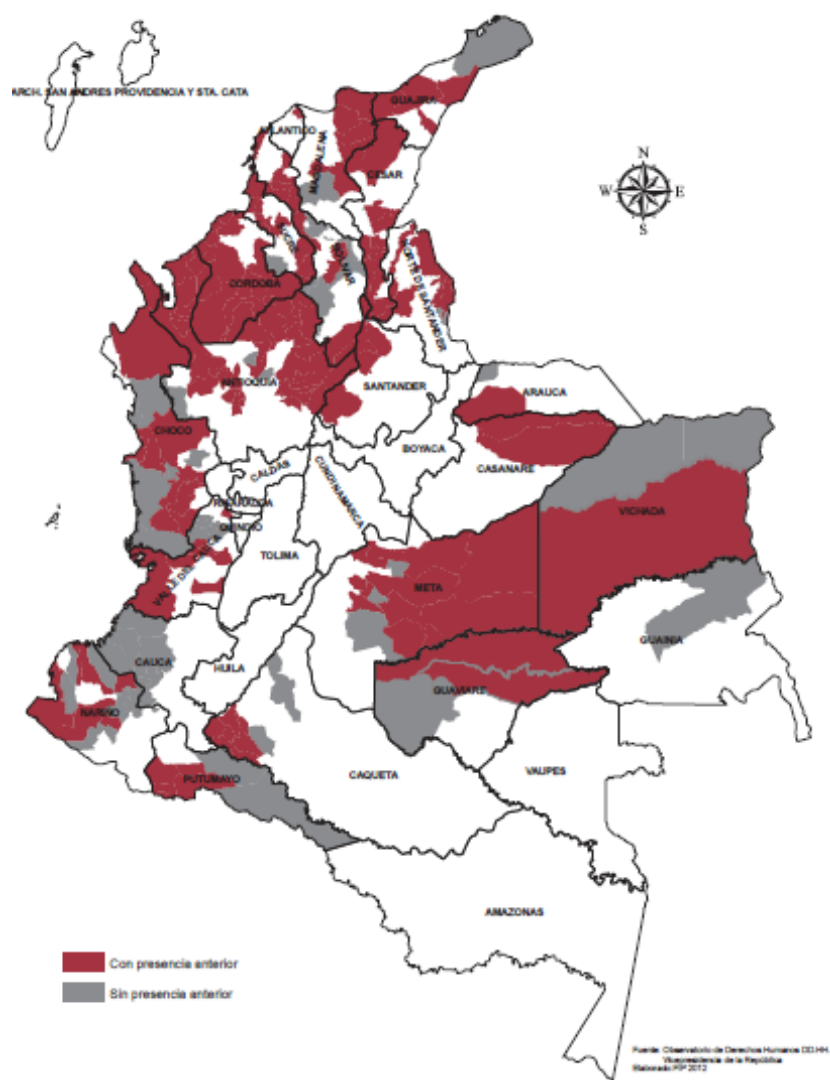 ARCH. SAN ANDRES PROVIDENCIA Y STA. CATA
GUAJIRA
ATLANTICO
MAGDALENA
CESAR
N
W E
S
SUCRE
BOLIVAR
NORTE DE SANTANDER
CORDOBA
ANTIOQUIA
SANTANDER
ARAUCA
CHOCO
BOYACA
CASANARE
CALDAS
CUNDINAMARCA
RISARALDA
QUINDIO
VICHADA
TOLIMA
VALLE DEL CAUCA
META
GUAINIA
CAUCA
HUILA
GUAVIARE
NARIÑO
CAQUETA
VAUPES
PUTUMAYO
AMAZONAS
Con presencia anterior
Sin presencia anterior
Fuente: Observatorio de Derechos Humanos DD.HH.
Vicepresidencia de la República
Elaborado: FIP 2012